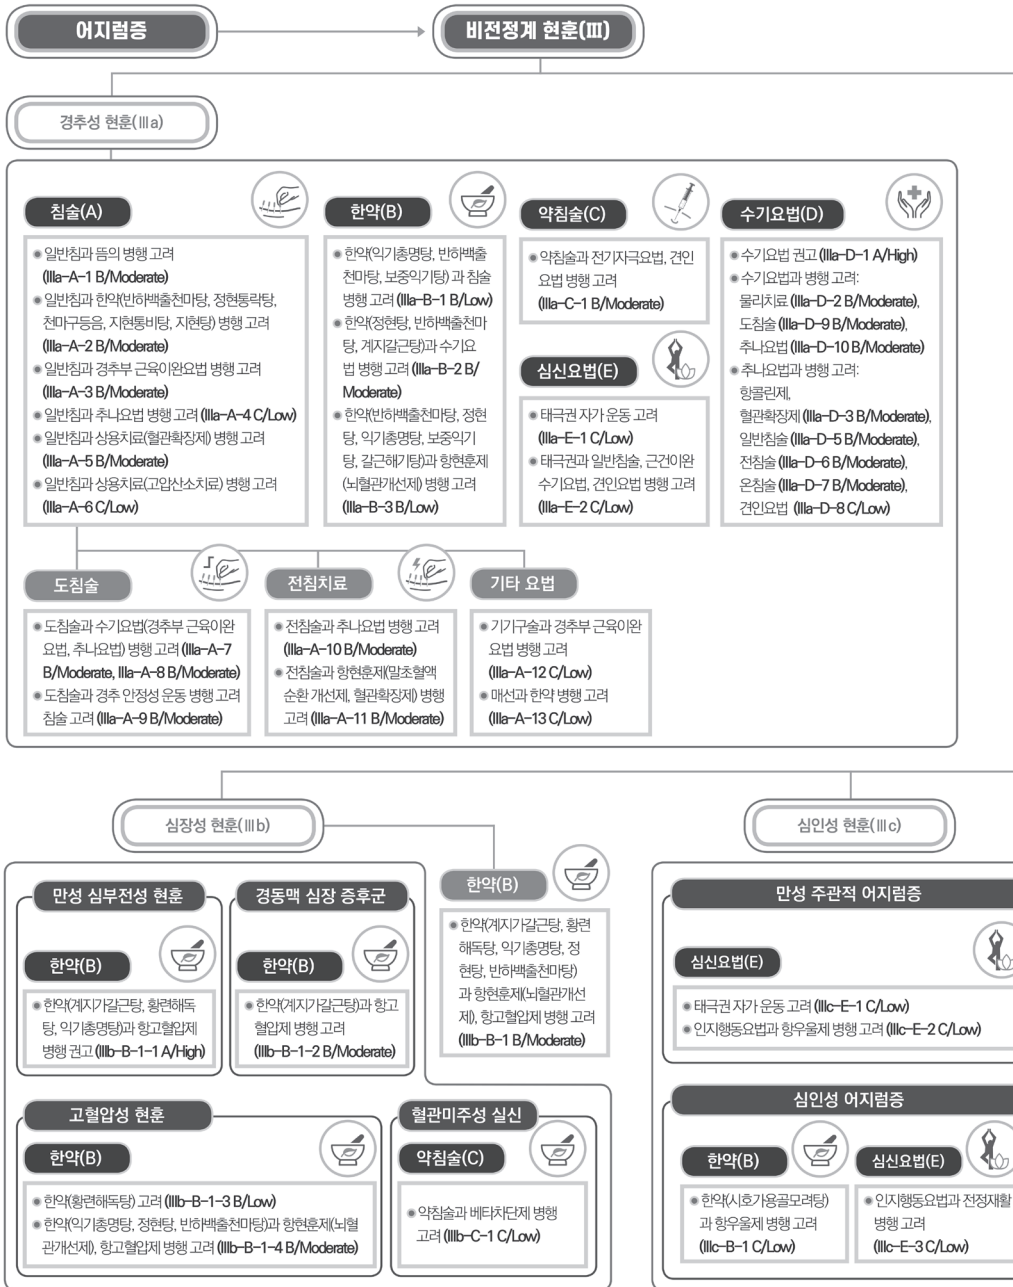 어지럼증
비전정계 현훈(Ⅲ)
경추성 현훈(Ⅲa)
침술(A)
일반침과 뜸의 병행 고려
(Ⅲa-A-1 B/Moderate)
일반침과 한약(반하백출천마탕, 정현통락탕,
천마구등음, 지현통비탕, 지현탕) 병행 고려
(Ⅲa-A-2 B/Moderate)
일반침과 경추부 근육이완요법 병행 고려
(Ⅲa-A-3 B/Moderate)
일반침과 추나요법 병행 고려 (Ⅲa-A-4 C/Low)
일반침과 상용치료(혈관확장제) 병행 고려
(Ⅲa-A-5 B/Moderate)
일반침과 상용치료(고압산소치료) 병행 고려
(Ⅲa-A-6 C/Low)
한약(B)
한약(익기총명탕, 반하백출
천마탕, 보중익기탕) 과 침술
병행 고려 (Ⅲa-B-1 B/Low)
한약(정현탕, 반하백출천마
탕, 계지갈근탕)과 수기요
법 병행 고려 (Ⅲa-B-2 B/
Moderate)
한약(반하백출천마탕, 정현
탕, 익기총명탕, 보중익기
탕, 갈근해기탕)과 항현훈제
(뇌혈관개선제) 병행 고려
(Ⅲa-B-3 B/Low)
약침술(C)
약침술과 전기자극요법, 견인
요법 병행 고려
(Ⅲa-C-1 B/Moderate)
심신요법(E)
태극권 자가 운동 고려
(Ⅲa-E-1 C/Low)
태극권과 일반침술, 근건이완
수기요법, 견인요법 병행 고려
(Ⅲa-E-2 C/Low)
수기요법(D)
수기요법 권고 (Ⅲa-D-1 A/High)
수기요법과 병행 고려:
물리치료 (Ⅲa-D-2 B/Moderate),
도침술 (Ⅲa-D-9 B/Moderate),
추나요법 (Ⅲa-D-10 B/Moderate)
추나요법과 병행 고려:
항콜린제,
혈관확장제 (Ⅲa-D-3 B/Moderate),
일반침술 (Ⅲa-D-5 B/Moderate),
전침술 (Ⅲa-D-6 B/Moderate),
온침술 (Ⅲa-D-7 B/Moderate),
견인요법 (Ⅲa-D-8 C/Low)
도침술
도침술과 수기요법(경추부 근육이완
요법, 추나요법) 병행 고려 (Ⅲa-A-7
B/Moderate, Ⅲa-A-8 B/Moderate)
도침술과 경추 안정성 운동 병행 고려
침술 고려 (Ⅲa-A-9 B/Moderate)
전침치료
전침술과 추나요법 병행 고려
(Ⅲa-A-10 B/Moderate)
전침술과 항현훈제(말초혈액
순환 개선제, 혈관확장제) 병행
고려 (Ⅲa-A-11 B/Moderate)
기타 요법
기기구술과 경추부 근육이완
요법 병행 고려
(Ⅲa-A-12 C/Low)
매선과 한약 병행 고려
(Ⅲa-A-13 C/Low)
심장성 현훈(Ⅲb)
만성 심부전성 현훈
한약(B)
한약(계지가갈근탕, 황련해독
탕, 익기총명탕)과 항고혈압제
병행 권고 (Ⅲb-B-1-1 A/High)
경동맥 심장 증후군
한약(B)
한약(계지가갈근탕)과 항고
혈압제 병행 고려
(Ⅲb-B-1-2 B/Moderate)
한약(B)
한약(계지가갈근탕, 황련
해독탕, 익기총명탕, 정
현탕, 반하백출천마탕)
과 항현훈제(뇌혈관개선
제), 항고혈압제 병행 고려
(Ⅲb-B-1 B/Moderate)
고혈압성 현훈
한약(B)
한약(황련해독탕) 고려 (Ⅲb-B-1-3 B/Low)
한약(익기총명탕, 정현탕, 반하백출천마탕)과 항현훈제(뇌혈
관개선제), 항고혈압제 병행 고려 (Ⅲb-B-1-4 B/Moderate)
혈관미주성 실신
약침술(C)
약침술과 베타차단제 병행
고려 (Ⅲb-C-1 C/Low)
심인성 현훈(Ⅲc)
만성 주관적 어지럼증
심신요법(E)
태극권 자가 운동 고려 (Ⅲc-E-1 C/Low)
인지행동요법과 항우울제 병행 고려 (Ⅲc-E-2 C/Low)
심인성 어지럼증
한약(B)
한약(시호가용골모려탕)
과 항우울제 병행 고려
(Ⅲc-B-1 C/Low)
심신요법(E)
인지행동요법과 전정재활
병행 고려
(Ⅲc-E-3 C/Low)